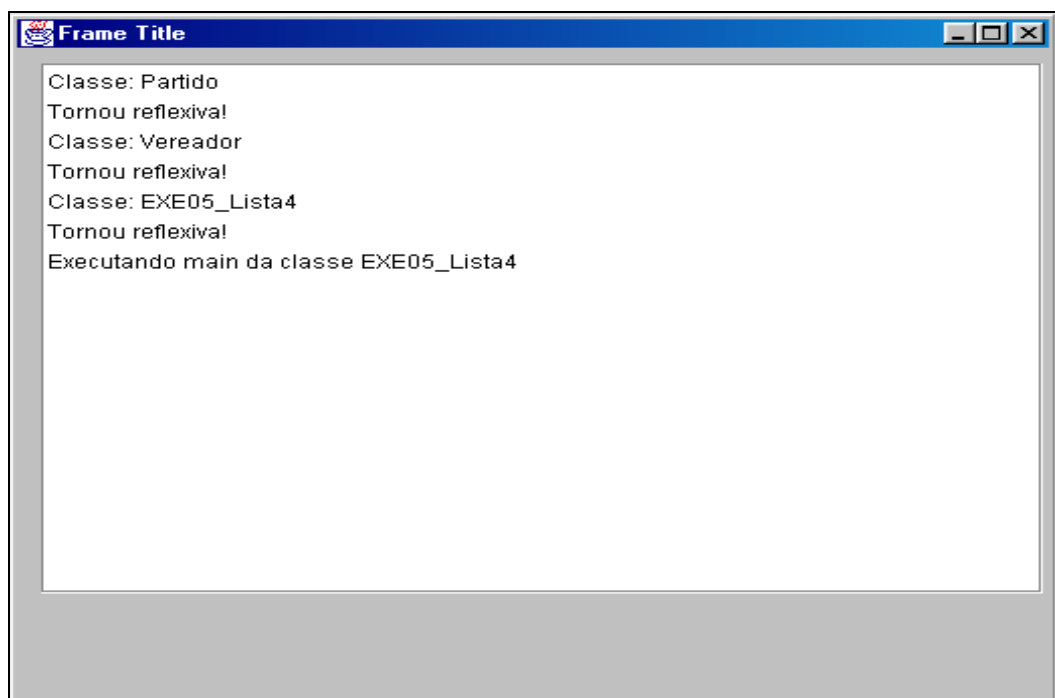 Frame Title
Classe: Partido
Tornou reflexiva!
Classe: Vereador
Tornou reflexiva!
Classe: EXE05_Lista4
Tornou reflexiva!
Executando main da classe EXE05_Lista4